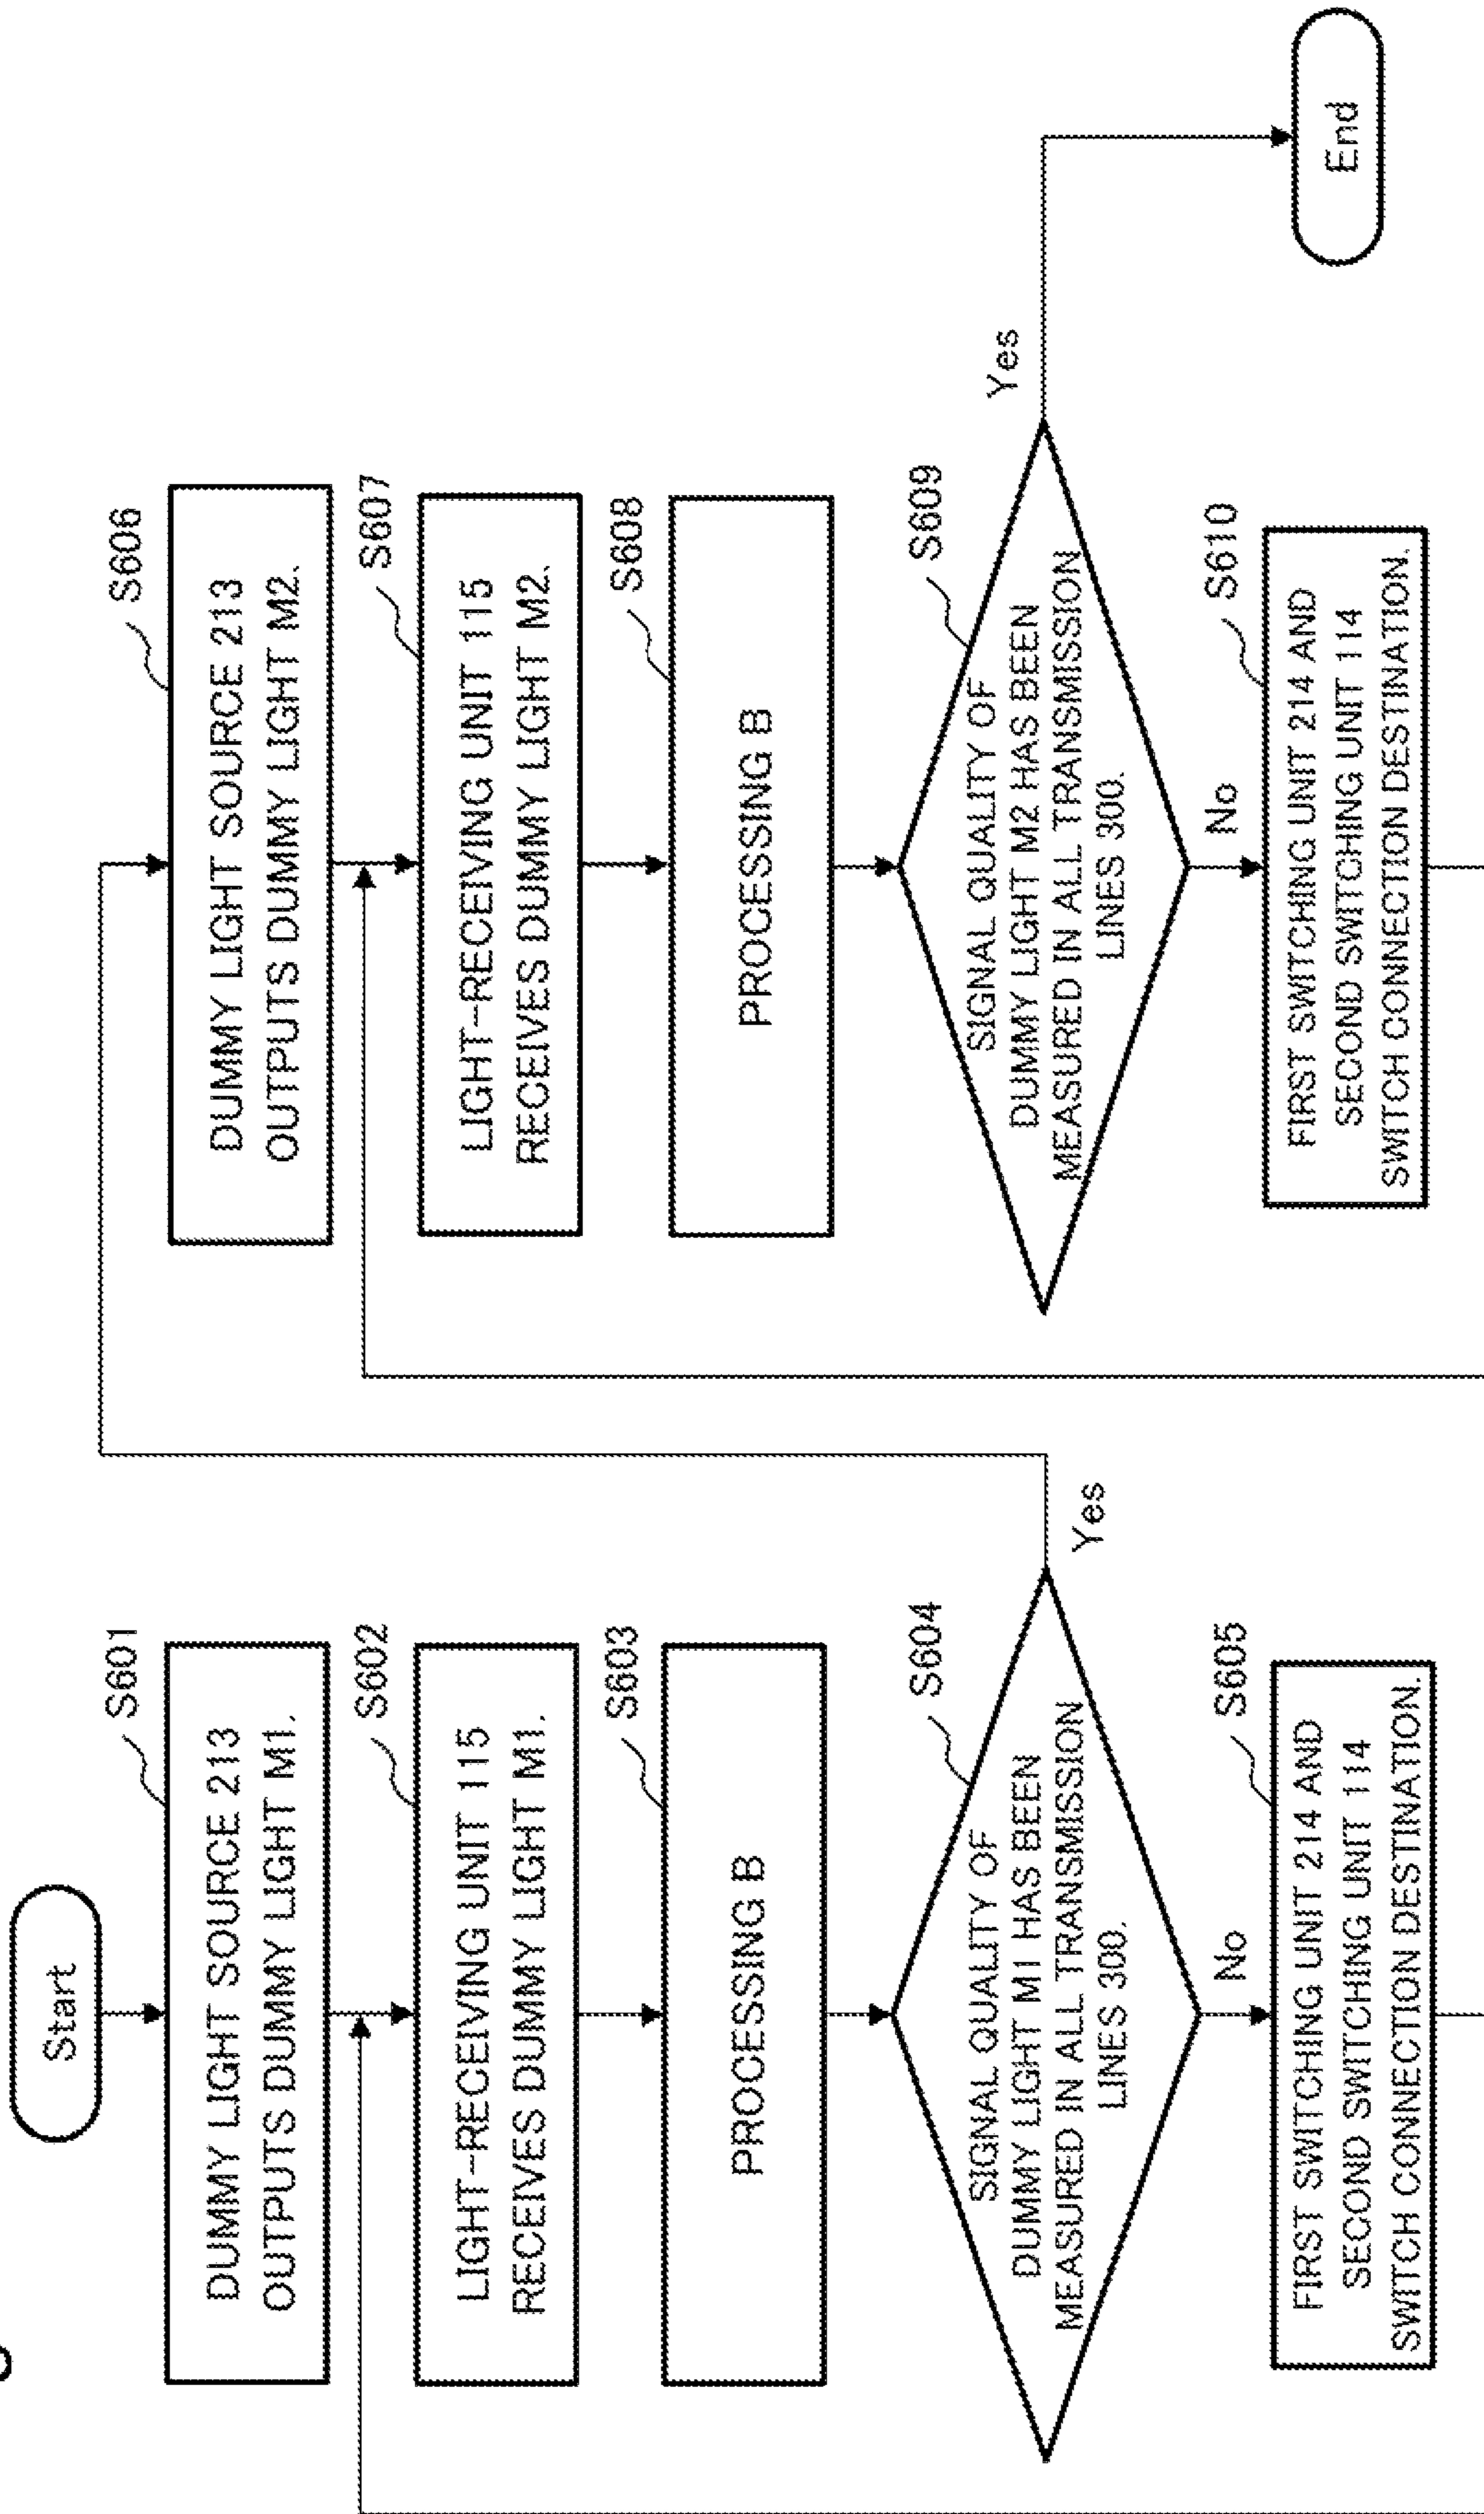 Start
S601
DUMMY LIGHT SOURCE 213
OUTPUTS DUMMY LIGHT M1.
S602
LIGHT-RECEIVING UNIT 115
RECEIVES DUMMY LIGHT M1.
S603
PROCESSING B
S604
SIGNAL QUALITY OF
DUMMY LIGHT M1 HAS BEEN
MEASURED IN ALL TRANSMISSION
LINES 300.
Yes
No
S605
FIRST SWITCHING UNIT 214 AND
SECOND SWITCHING UNIT 114
SWITCH CONNECTION DESTINATION.
S606
DUMMY LIGHT SOURCE 213
OUTPUTS DUMMY LIGHT M2.
S607
LIGHT-RECEIVING UNIT 115
RECEIVES DUMMY LIGHT M2.
S608
PROCESSING B
S609
SIGNAL QUALITY OF
DUMMY LIGHT M2 HAS BEEN
MEASURED IN ALL TRANSMISSION
LINES 300.
Yes
No
S610
FIRST SWITCHING UNIT 214 AND
SECOND SWITCHING UNIT 114
SWITCH CONNECTION DESTINATION.
End